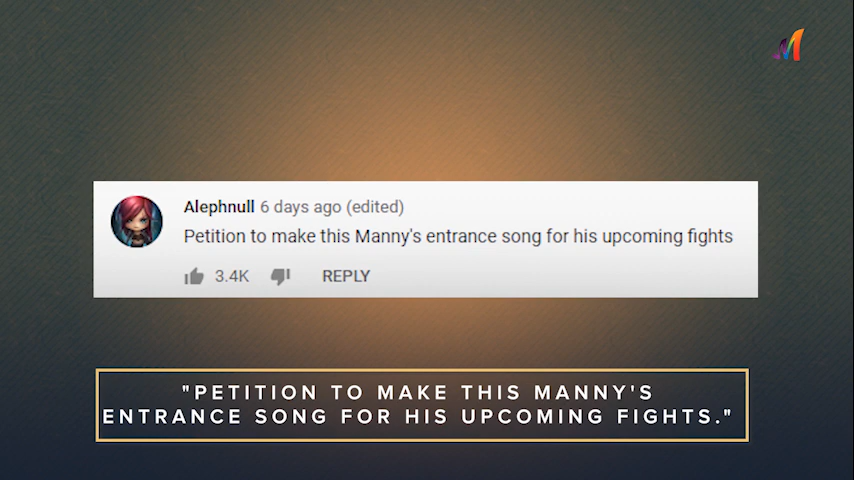 Alephnull 6 days ago (edited)
Petition to make this Manny's entrance song for his upcoming fights
3.4K REPLY
"PETITION TO MAKE THIS MANNY'S
ENTRANCE SONG FOR HIS UPCOMING FIGHTS."